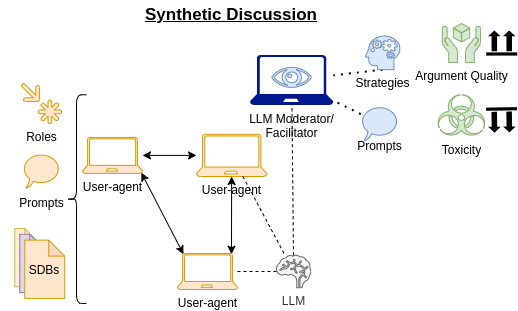 Synthetic Discussion
Strategies
Argument Quality
Roles
LLM Moderator/
Facilitator
Prompts
Toxicity
User-agent
User-agent
Prompts
SDBs
User-agent
LLM